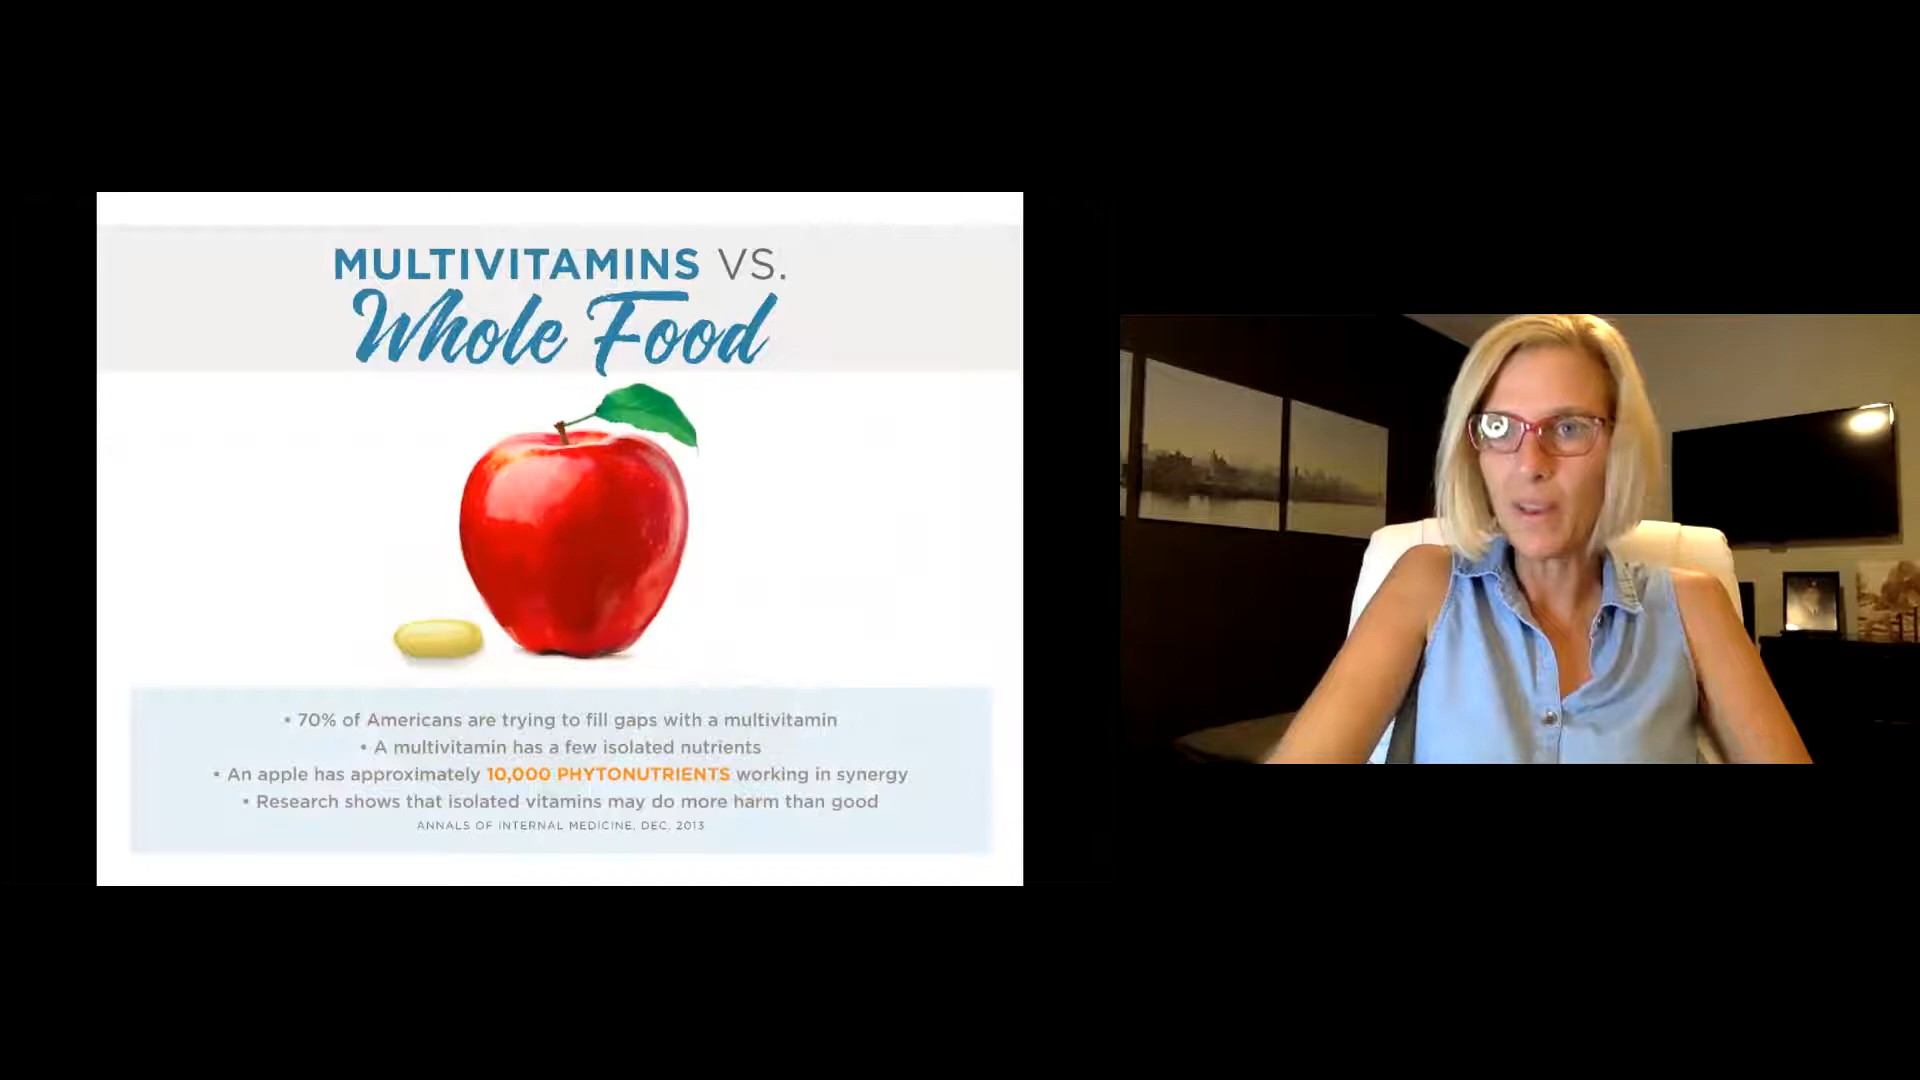 MULTIVITAMINS VS.
Whole Food
• 70% of Americans are trying to fill gaps with a multivitamin
• A multivitamin has a few isolated nutrients
• An apple has approximately 10,000 PHYTONUTRIENTS working in synergy
• Research shows that isolated vitamins may do more harm than good
ANNALS OF INTERNAL MEDICINE, DEC. 2013